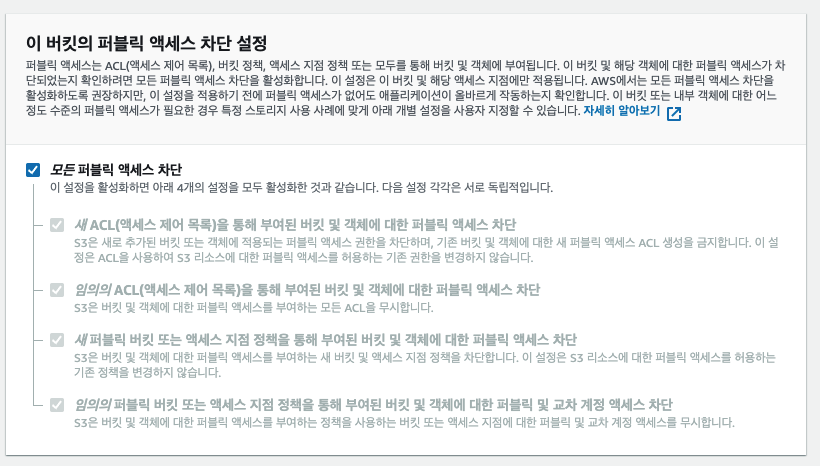 이 버킷의 퍼블릭 액세스 차단 설정
퍼블릭 액세스는 ACL(액세스 제어 목록), 버킷 정책, 액세스 지점 정책 또는 모두를 통해 버킷 및 객체에 부여됩니다. 이 버킷 및 해당 객체에 대한 퍼블릭 액세스가 차
단되었는지 확인하려면 모든 퍼블릭 액세스 차단을 활성화합니다. 이 설정은 이 버킷 및 해당 액세스 지점에만 적용됩니다. AWS에서는 모든 퍼블릭 액세스 차단을
활성화하도록 권장하지만, 이 설정을 적용하기 전에 퍼블릭 액세스가 없어도 애플리케이션이 올바르게 작동하는지 확인합니다. 이 버킷 또는 내부 객체에 대한 어느
정도 수준의 퍼블릭 액세스가 필요한 경우 특정 스토리지 사용 사례에 맞게 아래 개별 설정을 사용자 지정할 수 있습니다. 자세히 알아보기
모든 퍼블릭 액세스 차단
이 설정을 활성화하면 아래 4개의 설정을 모두 활성화한 것과 같습니다. 다음 설정 각각은 서로 독립적입니다.
새 ACL(액세스 제어 목록)을 통해 부여된 버킷 및 객체에 대한 퍼블릭 액세스 차단
S3은 새로 추가된 버킷 또는 객체에 적용되는 퍼블릭 액세스 권한을 차단하며, 기존 버킷 및 객체에 대한 새 퍼블릭 액세스 ACL 생성을 금지합니다. 이 설
정은 ACL을 사용하여 S3 리소스에 대한 퍼블릭 액세스를 허용하는 기존 권한을 변경하지 않습니다.
임의의 ACL(액세스 제어 목록)을 통해 부여된 버킷 및 객체에 대한 퍼블릭 액세스 차단
S3은 버킷 및 객체에 대한 퍼블릭 액세스를 부여하는 모든 ACL을 무시합니다.
새 퍼블릭 버킷 또는 액세스 지점 정책을 통해 부여된 버킷 및 객체에 대한 퍼블릭 액세스 차단
S3은 버킷 및 객체에 대한 퍼블릭 액세스를 부여하는 새 버킷 및 액세스 지점 정책을 차단합니다. 이 설정은 S3 리소스에 대한 퍼블릭 액세스를 허용하는
기존 정책을 변경하지 않습니다.
임의의 퍼블릭 버킷 또는 액세스 지점 정책을 통해 부여된 버킷 및 객체에 대한 퍼블릭 및 교차 계정 액세스 차단
S3은 버킷 및 객체에 대한 퍼블릭 액세스를 부여하는 정책을 사용하는 버킷 또는 액세스 지점에 대한 퍼블릭 및 교차 계정 액세스를 무시합니다.